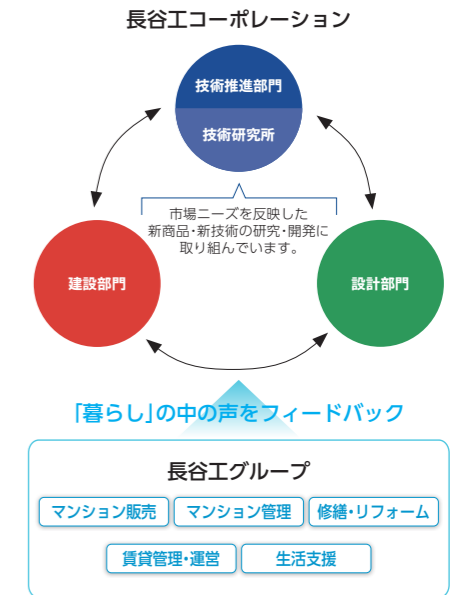 長谷工コーポレーション
技術推進部門
技術研究所
市場ニーズを反映した
新商品・新技術の研究・開発に
取り組んでいます。
建設部門
設計部門
「暮らし」の中の声をフィードバック
長谷工グループ
マンション販売
マンション管理
修繕・リフォーム
賃貸管理・運営
生活支援